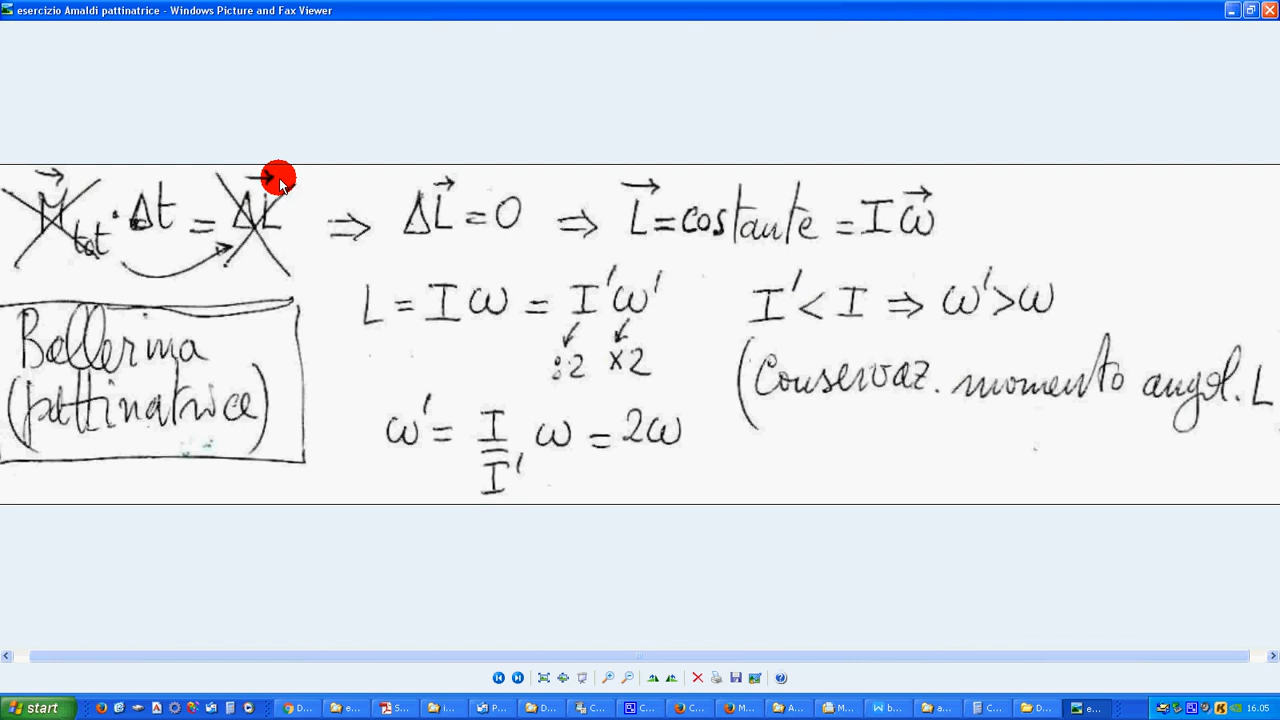 esercizio Amaldi pattinatrice - Windows Picture and Fax Viewer
M⃗tot · Δt = ΔL⃗ ⇒ ΔL⃗ = 0 ⇒ L⃗ = costante = Iω⃗
L = Iω = I'ω' I' < I ⇒ ω' > ω
:2 ×2
Ballerina
(pattinatrice)
(Conservaz. momento angol. L
ω' = I/I' ω = 2ω
start
D...
e...
S...
i...
P...
D...
C...
C...
C...
M...
A...
M...
b...
a...
C...
D...
e...
16.05